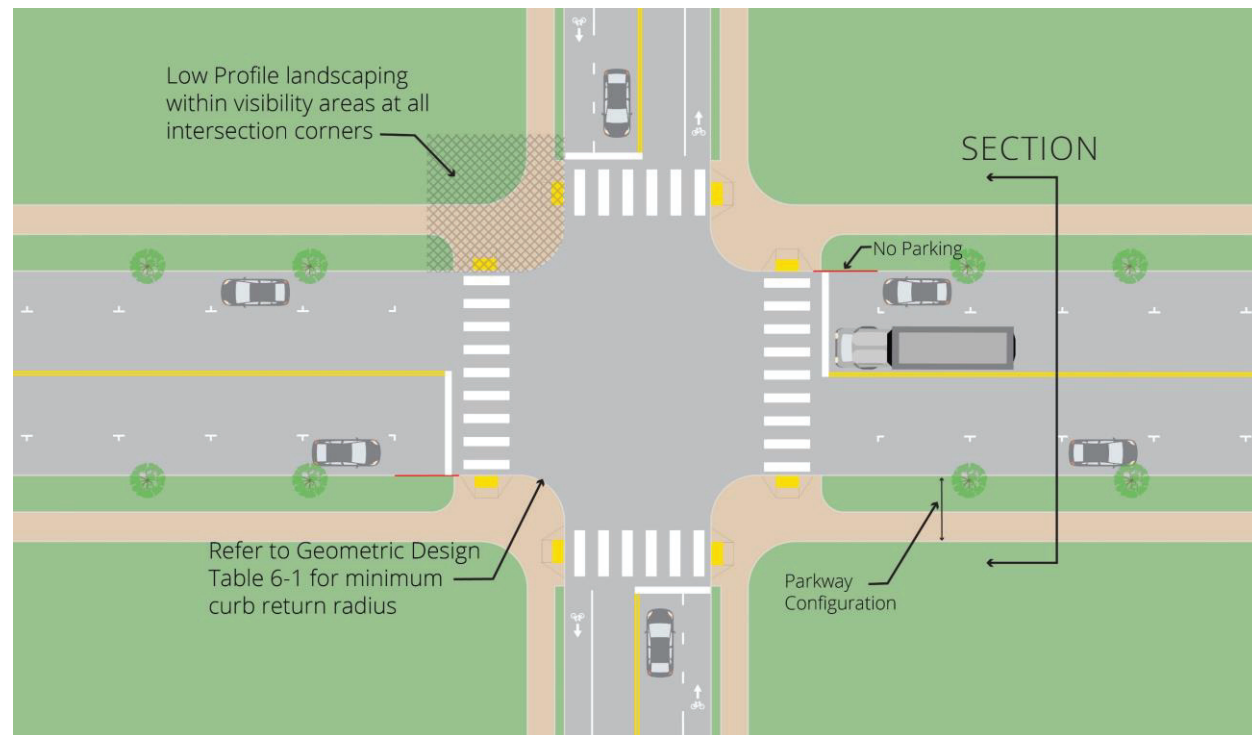 Low Profile landscaping
within visibility areas at all
intersection corners
SECTION
No Parking
Refer to Geometric Design
Table 6-1 for minimum
curb return radius
Parkway
Configuration